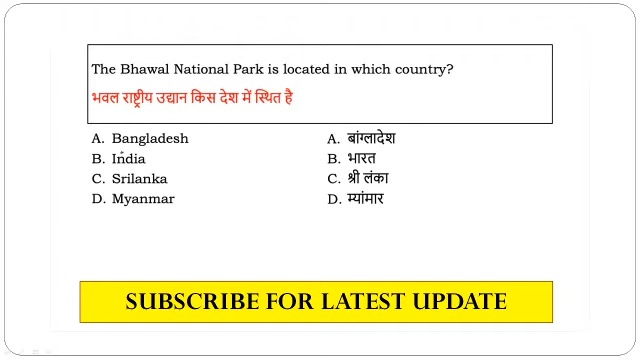 The Bhawal National Park is located in which country?
भवल राष्ट्रीय उद्यान किस देश में स्थित है
A. Bangladesh A. बांग्लादेश
B. India B. भारत
C. Srilanka C. श्री लंका
D. Myanmar D. म्यांमार
SUBSCRIBE FOR LATEST UPDATE